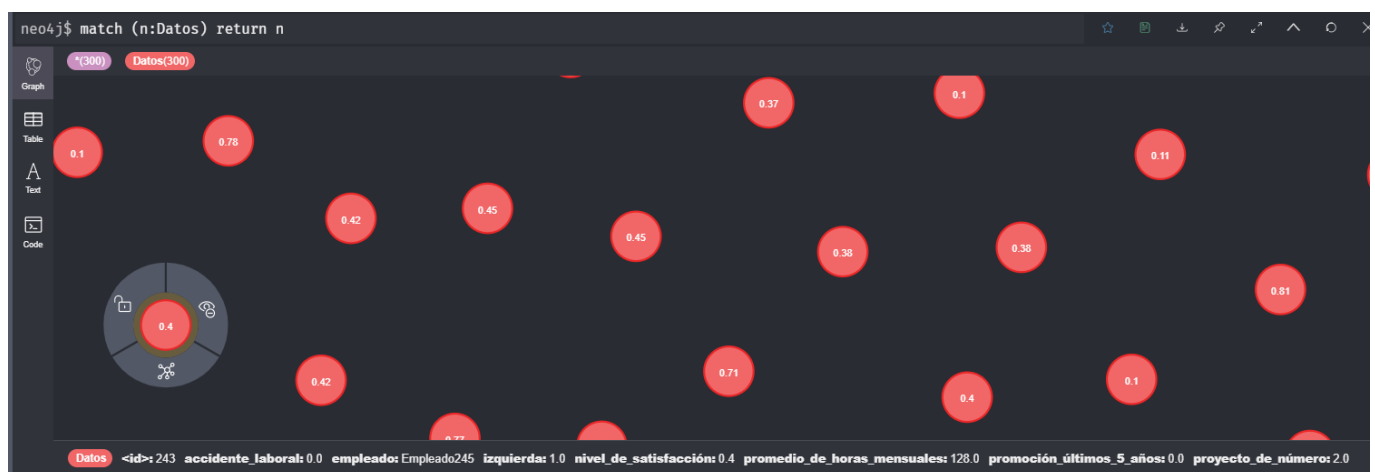 neo4j$ match (n:Datos) return n
*(300) Datos(300)
Graph
Table
Text
Code
0.37
0.1
0.78
0.1
0.11
0.42
0.45
0.45
0.38
0.38
0.81
0.4
0.42
0.71
0.4
0.1
0.77
Datos <id>: 243 accidente_laboral: 0.0 empleado: Empleado245 izquierda: 1.0 nivel_de_satisfacción: 0.4 promedio_de_horas_mensuales: 128.0 promoción_últimos_5_años: 0.0 proyecto_de_número: 2.0